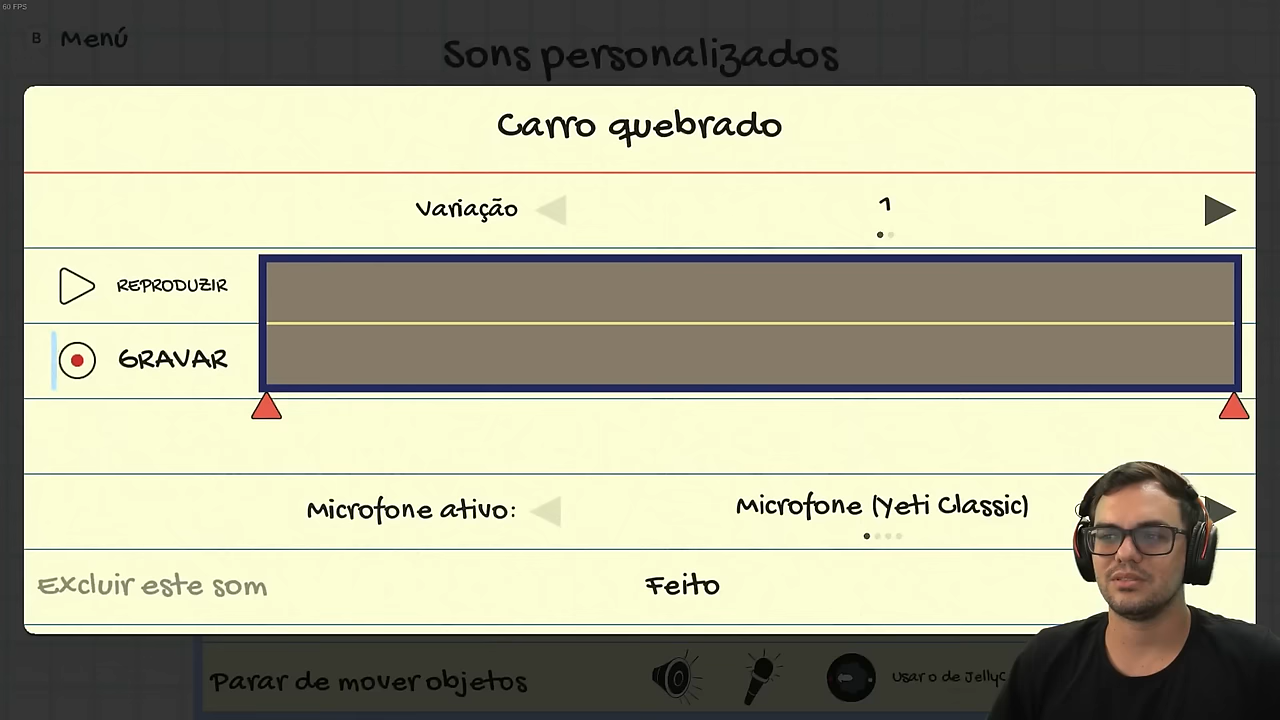 60 FPS
B Menú
Sons personalizados
Carro quebrado
Variação 1
REPRODUZIR
GRAVAR
Microfone ativo: Microfone (Yeti Classic)
Excluir este som Feito
Parar de mover objetos usar o de JellyC